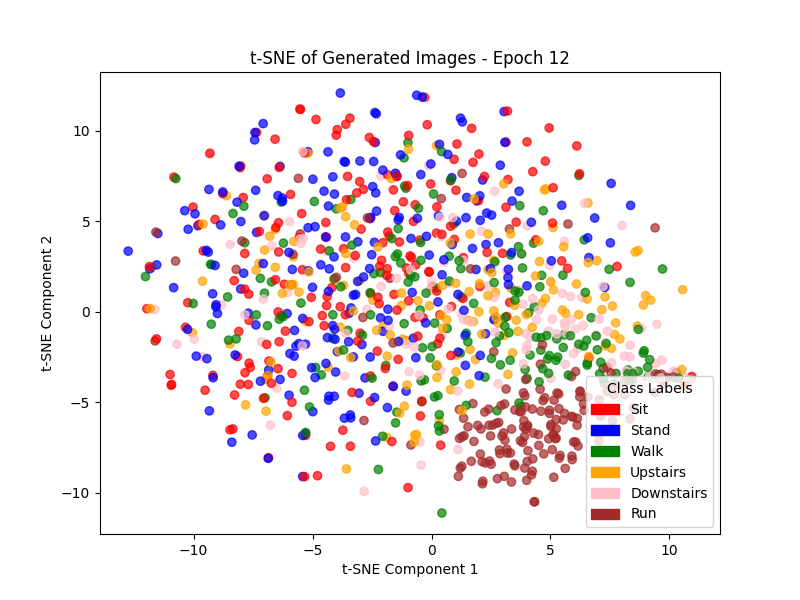 t-SNE of Generated Images - Epoch 12
t-SNE Component 2
10
5
0
−5
−10
−10
−5
0
5
10
t-SNE Component 1
Class Labels
Sit
Stand
Walk
Upstairs
Downstairs
Run